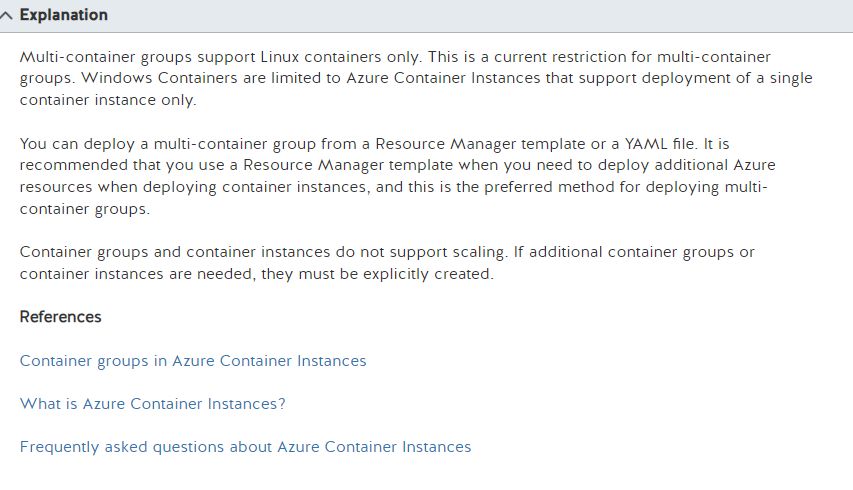 Explanation
Multi-container groups support Linux containers only. This is a current restriction for multi-container
groups. Windows Containers are limited to Azure Container Instances that support deployment of a single
container instance only.
You can deploy a multi-container group from a Resource Manager template or a YAML file. It is
recommended that you use a Resource Manager template when you need to deploy additional Azure
resources when deploying container instances, and this is the preferred method for deploying multi-
container groups.
Container groups and container instances do not support scaling. If additional container groups or
container instances are needed, they must be explicitly created.
References
Container groups in Azure Container Instances
What is Azure Container Instances?
Frequently asked questions about Azure Container Instances